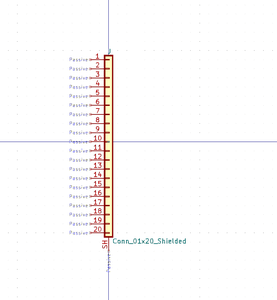 J
Passive 1
Passive 2
Passive 3
Passive 4
Passive 5
Passive 6
Passive 7
Passive 8
Passive 9
Passive 10
Passive 11
Passive 12
Passive 13
Passive 14
Passive 15
Passive 16
Passive 17
Passive 18
Passive 19
Passive 20
Conn_01x20_Shielded
SH
Passive